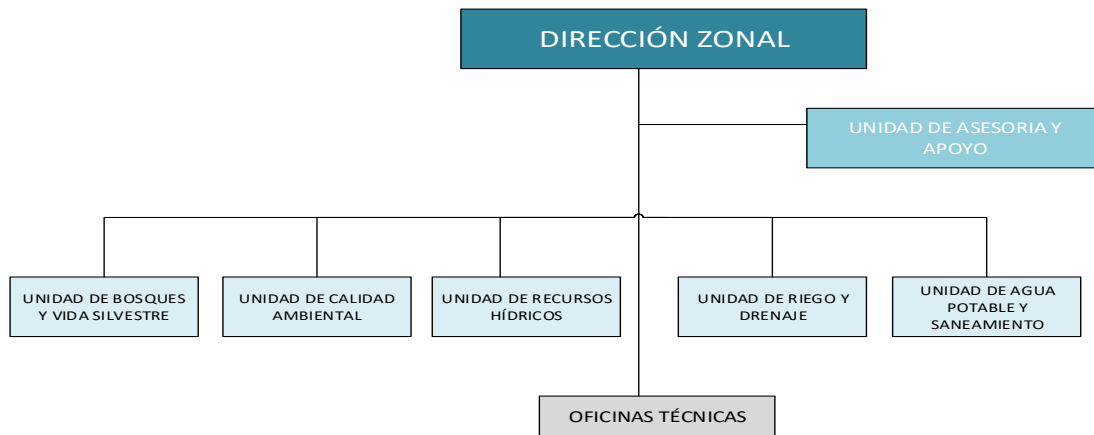 DIRECCIÓN ZONAL
UNIDAD DE ASESORIA Y
APOYO
UNIDAD DE BOSQUES
Y VIDA SILVESTRE
UNIDAD DE CALIDAD
AMBIENTAL
UNIDAD DE RECURSOS
HÍDRICOS
UNIDAD DE RIEGO Y
DRENAJE
UNIDAD DE AGUA
POTABLE Y
SANEAMIENTO
OFICINAS TÉCNICAS